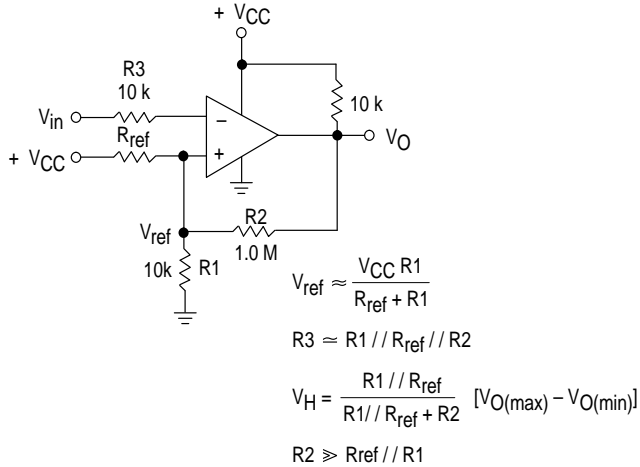 + VCC
R3
10 k
Vin
−
10 k
Rref
+ VCC
+
VO
R2
Vref
1.0 M
10k R1
Vref ≈ VCC R1 / Rref + R1
R3 ≃ R1 / / Rref / / R2
VH = R1 / / Rref / R1/ / Rref + R2 [VO(max) − VO(min)]
R2 ≫ Rref / / R1